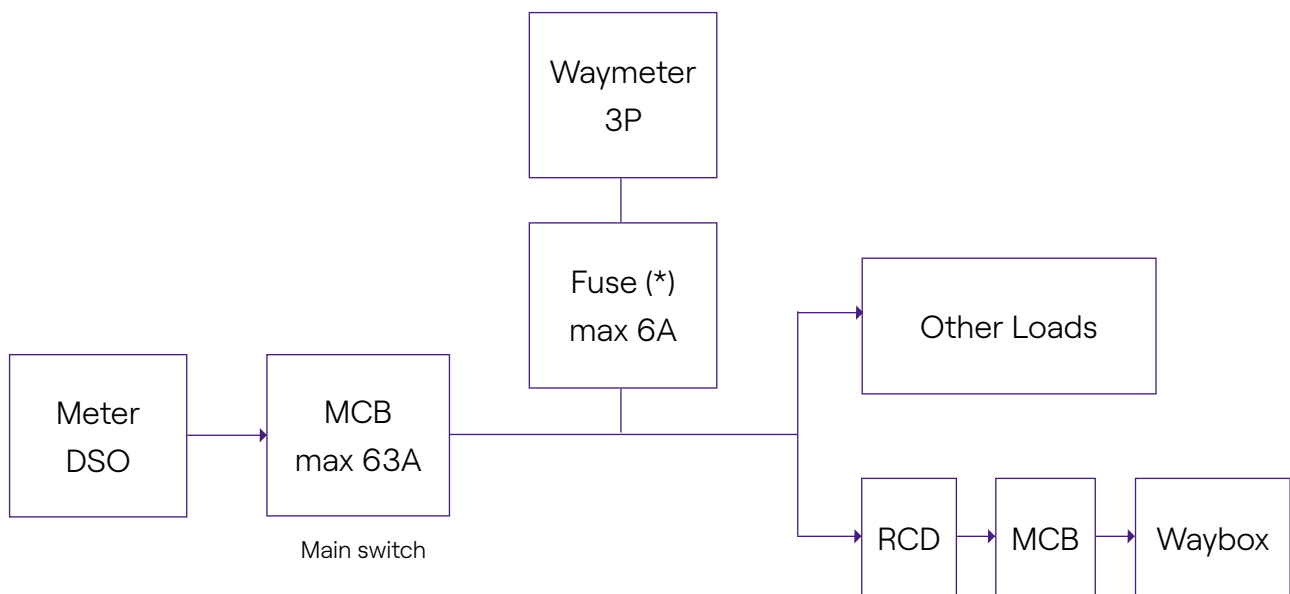 Waymeter
3P
Fuse (*)
max 6A
Other Loads
Meter
DSO
MCB
max 63A
Main switch
RCD
MCB
Waybox